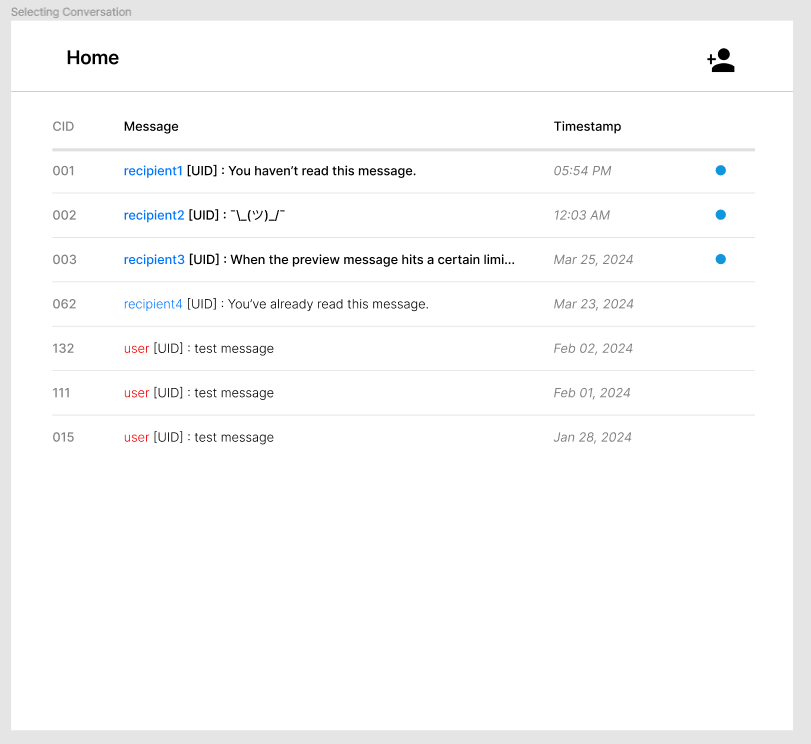 Selecting Conversation
Home
CID Message Timestamp
001 recipient1 [UID] : You haven’t read this message. 05:54 PM
002 recipient2 [UID] : ¯\_(ツ)_/¯ 12:03 AM
003 recipient3 [UID] : When the preview message hits a certain limi... Mar 25, 2024
062 recipient4 [UID] : You’ve already read this message. Mar 23, 2024
132 user [UID] : test message Feb 02, 2024
111 user [UID] : test message Feb 01, 2024
015 user [UID] : test message Jan 28, 2024